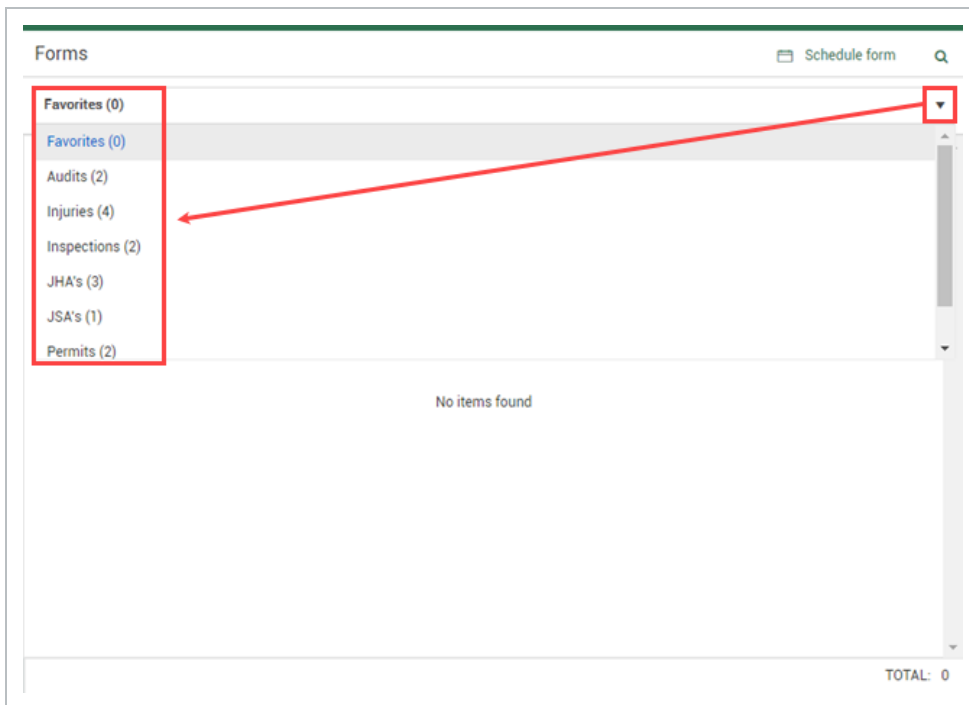 Forms
Schedule form
Favorites (0)
Favorites (0)
Audits (2)
Injuries (4)
Inspections (2)
JHA's (3)
JSA's (1)
Permits (2)
No items found
TOTAL: 0